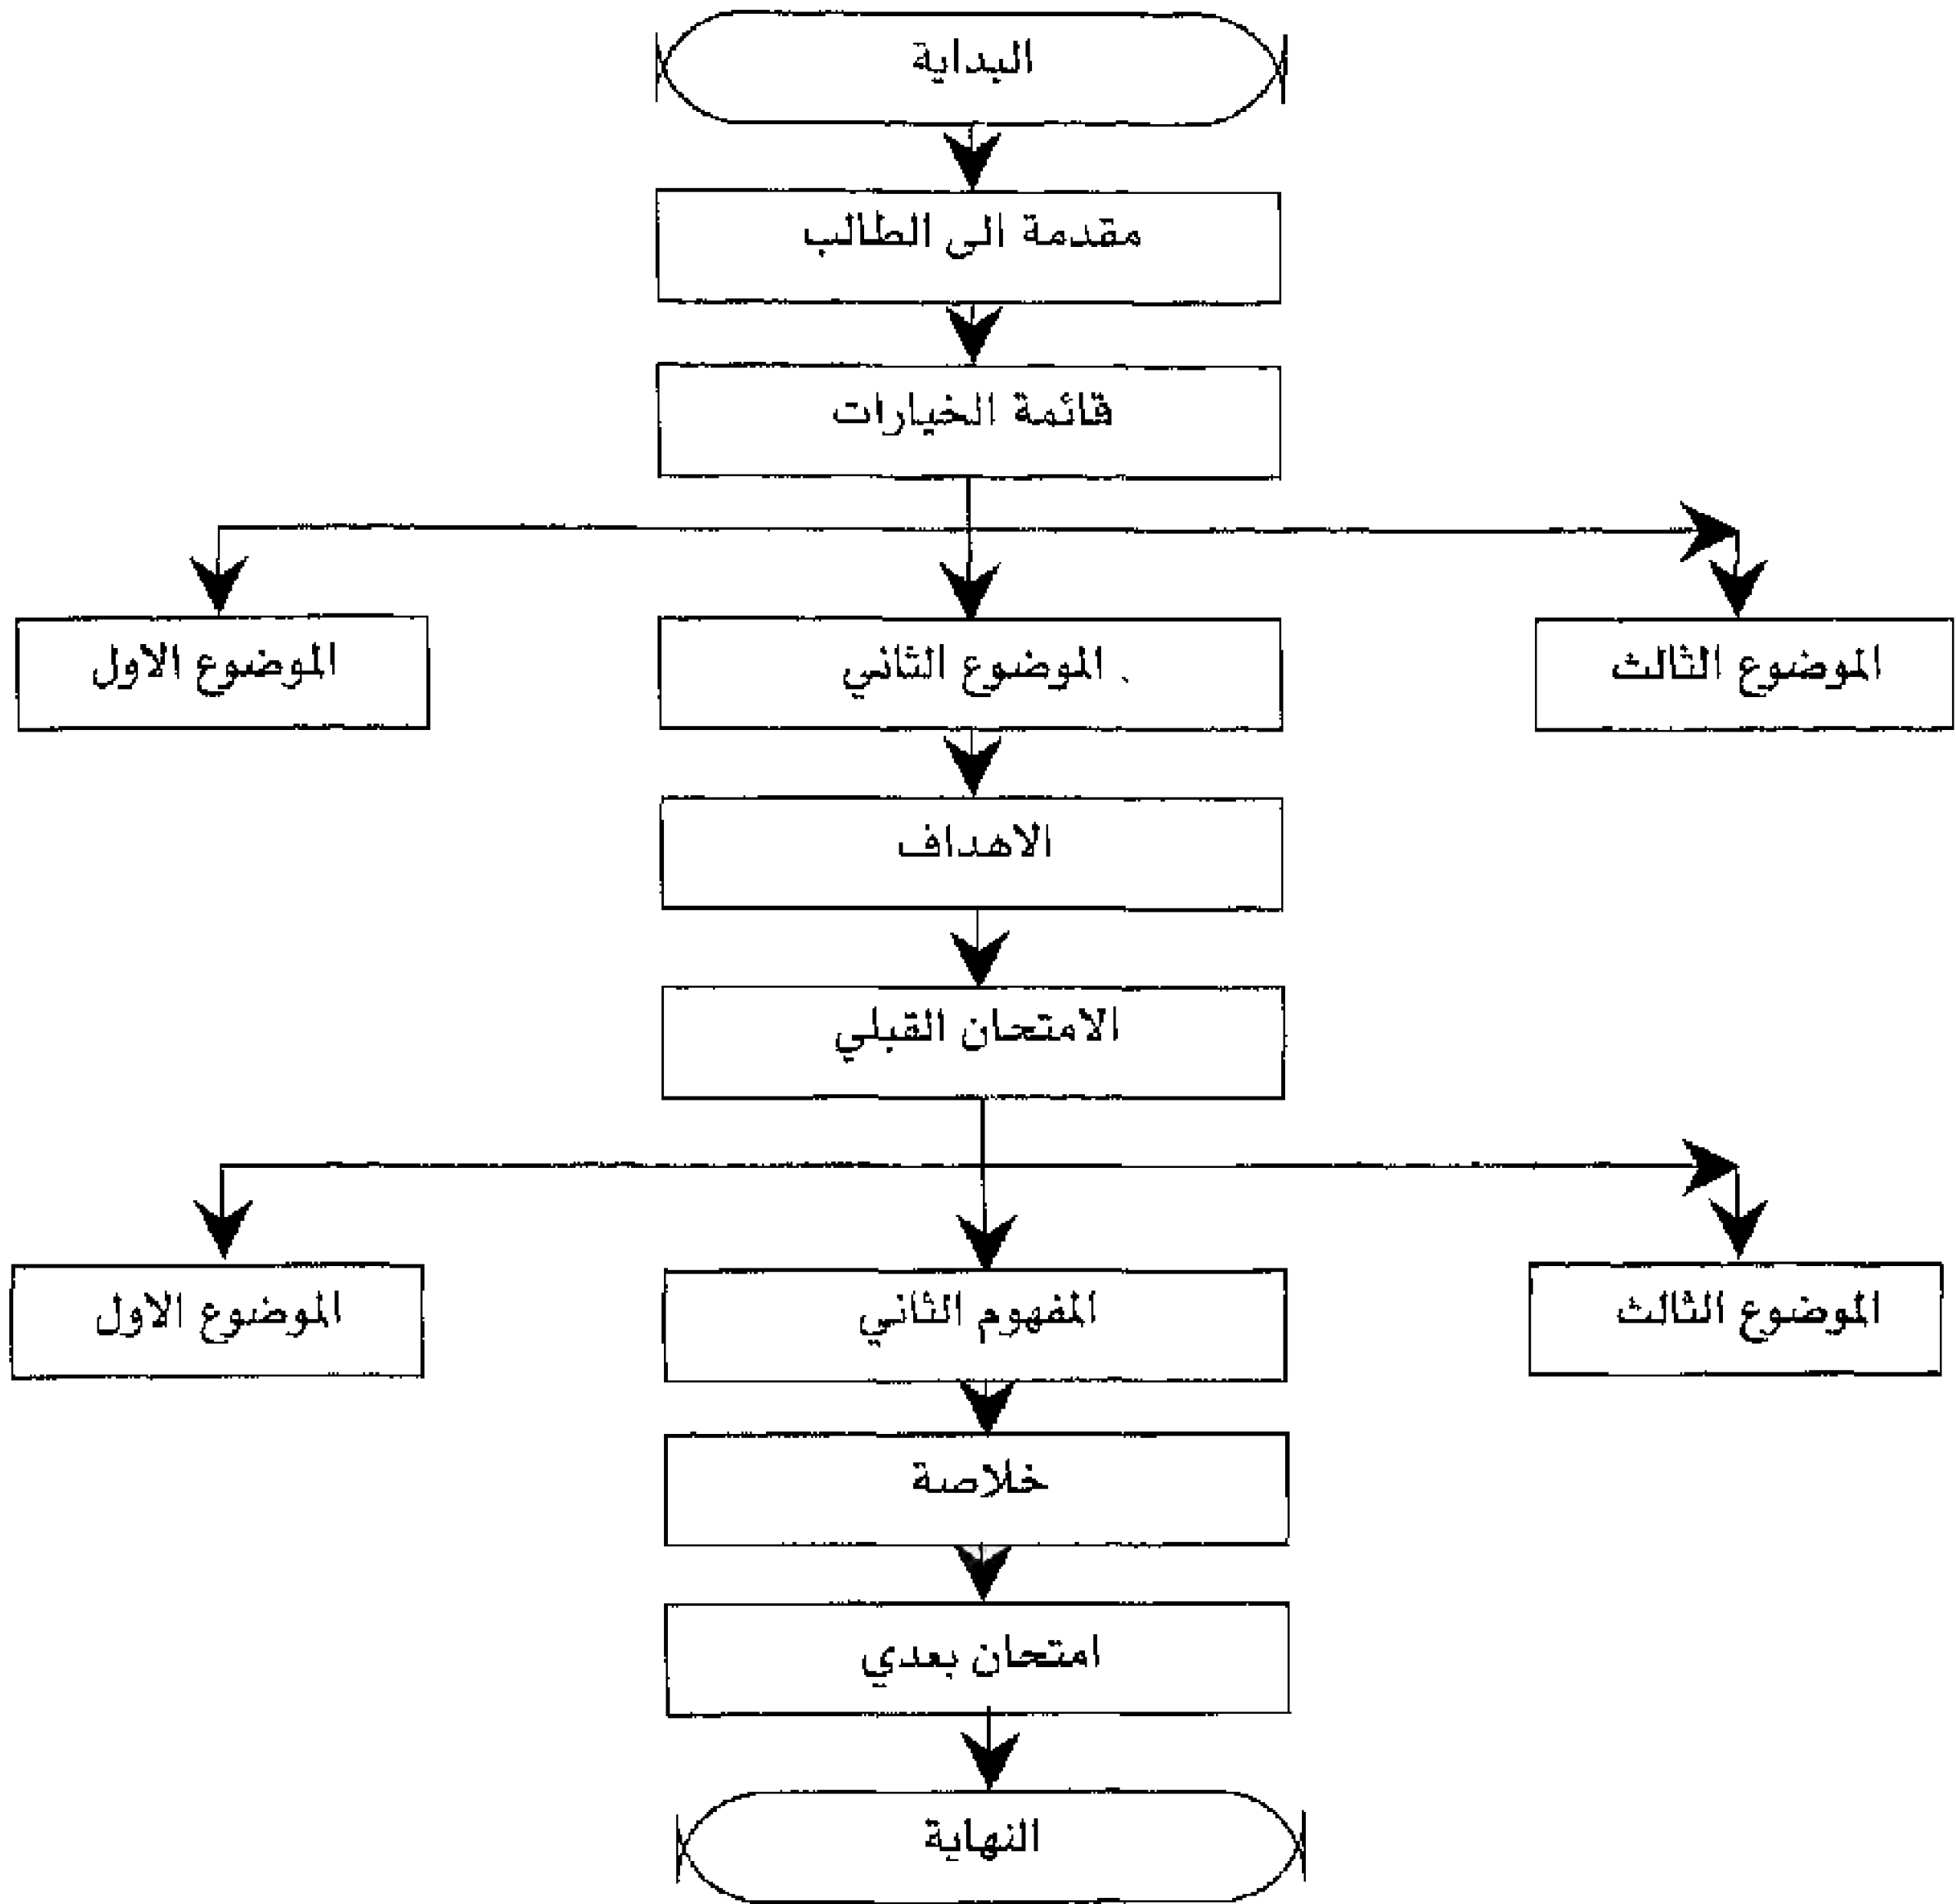 البداية
مقدمة الى الطالب
قائمة الخيارات
الموضوع الثالث
الموضوع الثاني
الموضوع الاول
الاهداف
الامتحان القبلي
الموضوع الثالث
المفهوم الثاني
الموضوع الاول
خلاصة
امتحان بعدي
النهاية